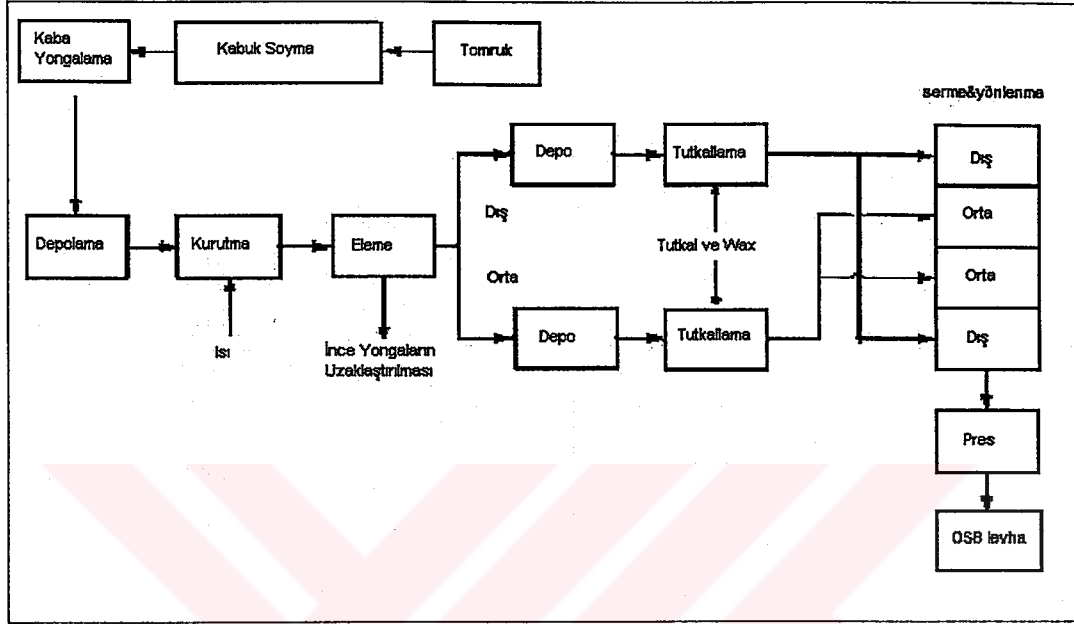 Kaba
Yongalama
Kabuk Soyma
Tomruk
serme&yönlenme
Depo
Tutkallama
Dış
Dış
Orta
Depolama
Kurutma
Eleme
Tutkal ve Wax
Orta
Orta
Depo
Tutkallama
Dış
Isı
İnce Yongaların
Uzaklaştırılması
Pres
OSB levha